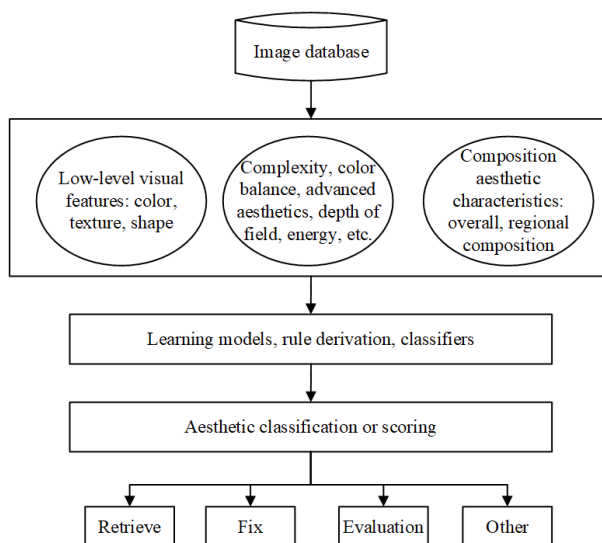 Image database
Low-level visual
features: color,
texture, shape
Complexity, color
balance, advanced
aesthetics, depth of
field, energy, etc.
Composition
aesthetic
characteristics:
overall, regional
composition
Learning models, rule derivation, classifiers
Aesthetic classification or scoring
Retrieve
Fix
Evaluation
Other